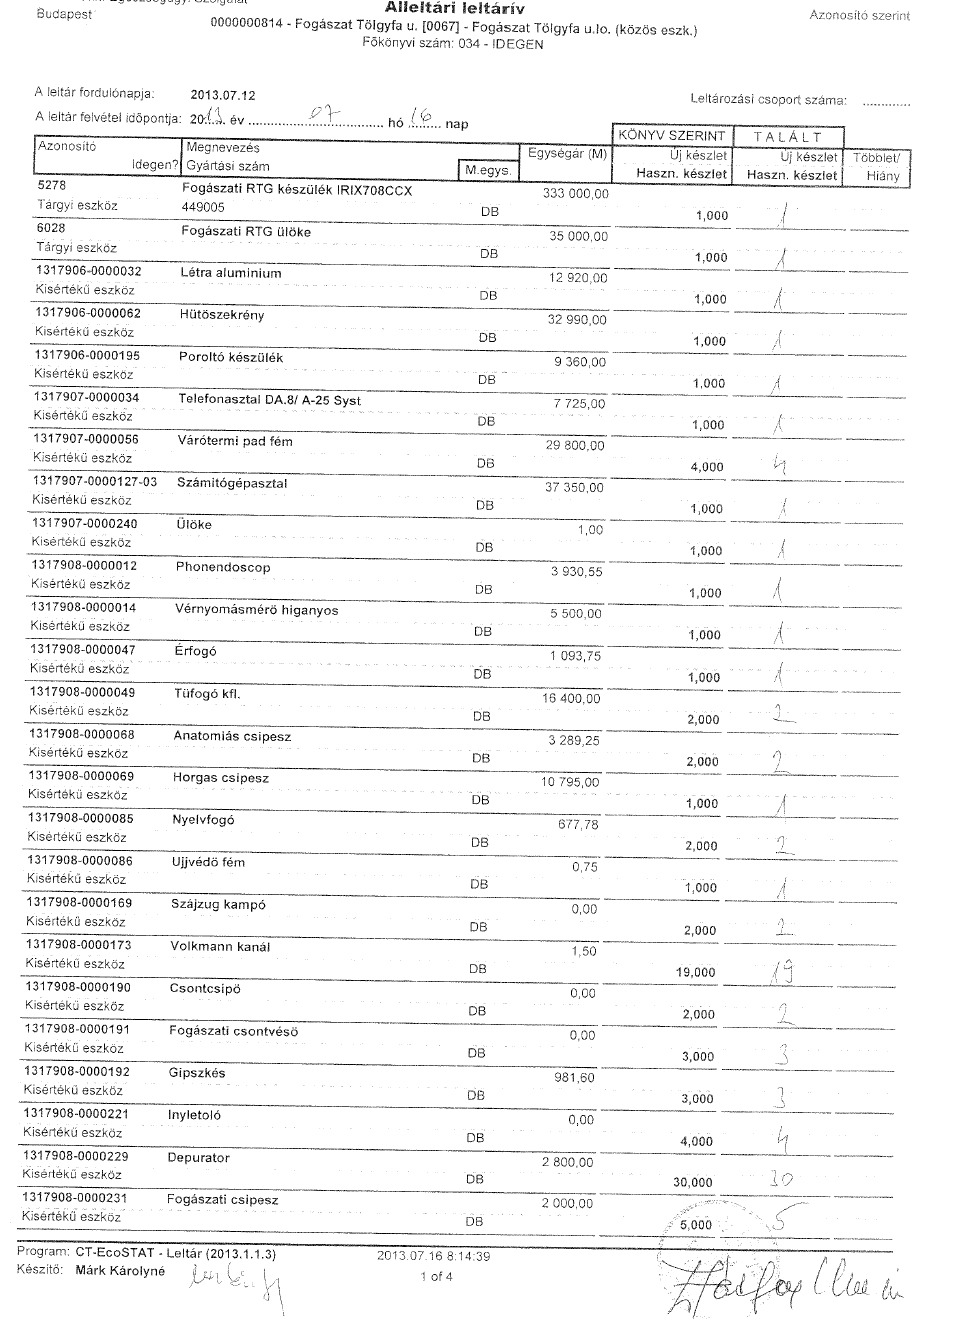 Budapest
Alleltári leltárív
Azonosító szerint
0000000814 - Fogászat Tölgyfa u. [0067] - Fogászat Tölgyfa u.lo. (közös eszk.)
Főkönyvi szám: 034 - IDEGEN
A leltár fordulónapja: 2013.07.12
Leltározási csoport száma: ............
A leltár felvétel időpontja: 2013 év 07 hó 16 nap
KÖNYV SZERINT TALÁLT
Azonosító Megnevezés Egységár (M) Új készlet Új készlet Többlet/
Idegen? Gyártási szám M.egys. Haszn. készlet Haszn. készlet Hiány
5278 Fogászati RTG készülék IRIX708CCX 333 000,00
Tárgyi eszköz 449005 DB 1,000 1
6028 Fogászati RTG ülöke 35 000,00
Tárgyi eszköz DB 1,000 1
1317906-0000032 Létra aluminium 12 920,00
Kisértékű eszköz DB 1,000 1
1317906-0000062 Hütöszekrény 32 990,00
Kisértékű eszköz DB 1,000 1
1317906-0000195 Poroltó készülék 9 360,00
Kisértékű eszköz DB 1,000 1
1317907-0000034 Telefonasztal DA.8/ A-25 Syst 7 725,00
Kisértékű eszköz DB 1,000 1
1317907-0000056 Várótermi pad fém 29 800,00
Kisértékű eszköz DB 4,000 4
1317907-0000127-03 Számitógépasztal 37 350,00
Kisértékű eszköz DB 1,000 1
1317907-0000240 Ülöke 1,00
Kisértékű eszköz DB 1,000 1
1317908-0000012 Phonendoscop 3 930,55
Kisértékű eszköz DB 1,000 1
1317908-0000014 Vérnyomásmérő higanyos 5 500,00
Kisértékű eszköz DB 1,000 1
1317908-0000047 Érfogó 1 093,75
Kisértékű eszköz DB 1,000 1
1317908-0000049 Tüfogó kfl. 16 400,00
Kisértékű eszköz DB 2,000 2
1317908-0000068 Anatomiás csipesz 3 289,25
Kisértékű eszköz DB 2,000 2
1317908-0000069 Horgas csipesz 10 795,00
Kisértékű eszköz DB 1,000 1
1317908-0000085 Nyelvfogó 677,78
Kisértékű eszköz DB 2,000 2
1317908-0000086 Ujjvédö fém 0,75
Kisértékű eszköz DB 1,000 1
1317908-0000169 Szájzug kampó 0,00
Kisértékű eszköz DB 2,000 2
1317908-0000173 Volkmann kanál 1,50
Kisértékű eszköz DB 19,000 19
1317908-0000190 Csontcsipö 0,00
Kisértékű eszköz DB 2,000 2
1317908-0000191 Fogászati csontvésö 0,00
Kisértékű eszköz DB 3,000 3
1317908-0000192 Gipszkés 981,60
Kisértékű eszköz DB 3,000 3
1317908-0000221 Inyletoló 0,00
Kisértékű eszköz DB 4,000 4
1317908-0000229 Depurator 2 800,00
Kisértékű eszköz DB 30,000 30
1317908-0000231 Fogászati csipesz 2 000,00
Kisértékű eszköz DB 5,000 5
Program: CT-EcoSTAT - Leltár (2013.1.1.3) 2013.07.16 8:14:39
Készítő: Márk Károlyné 1 of 4